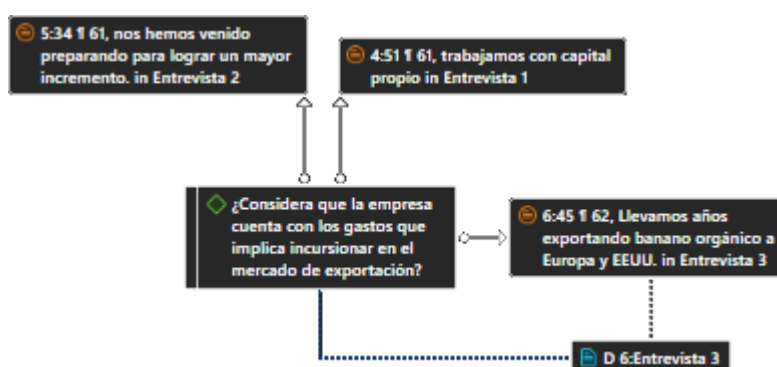 5:34 ¶ 61, nos hemos venido
preparando para lograr un mayor
incremento. in Entrevista 2
4:51 ¶ 61, trabajamos con capital
propio in Entrevista 1
¿Considera que la empresa
cuenta con los gastos que
implica incursionar en el
mercado de exportación?
6:45 ¶ 62, Llevamos años
exportando banano orgánico a
Europa y EEUU. in Entrevista 3
D 6:Entrevista 3